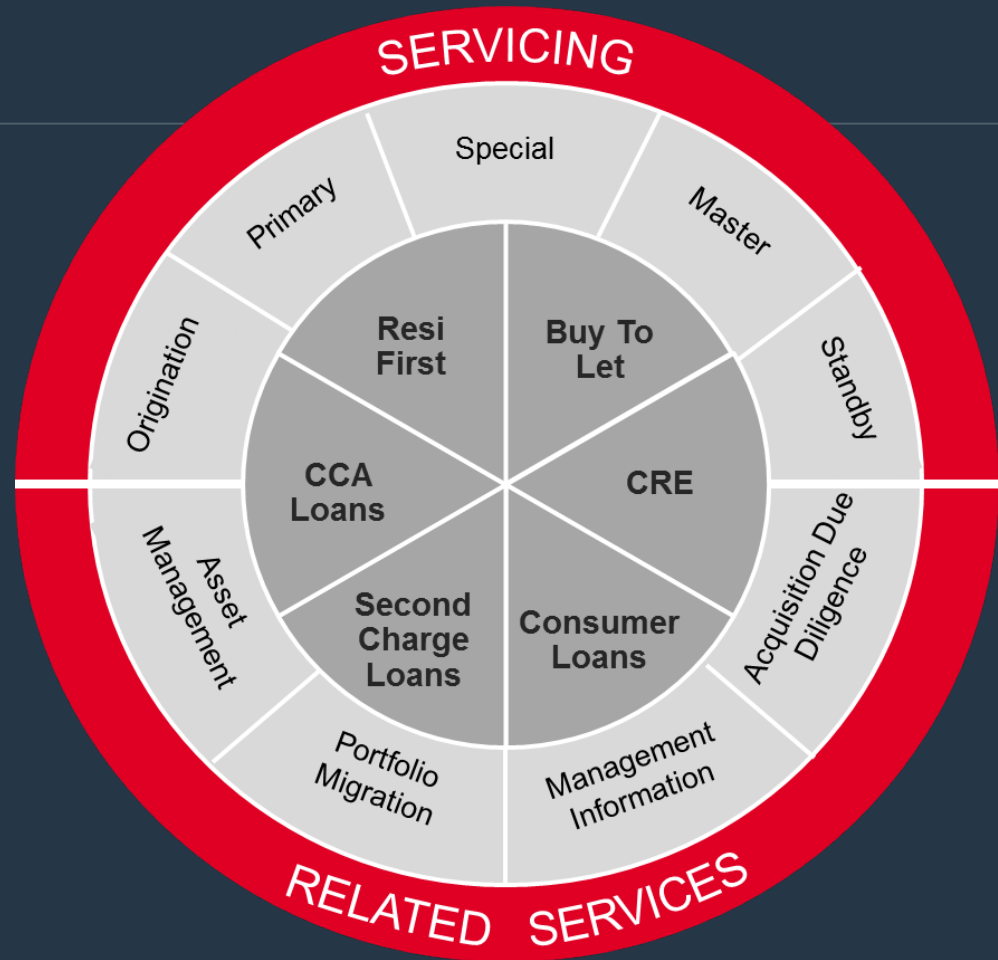 SERVICING
Special
Primary
Master
Origination
Standby
Resi
First
Buy To
Let
CCA
Loans
CRE
Second
Charge
Loans
Consumer
Loans
Asset
Management
Acquisition Due
Diligence
Portfolio
Migration
Management
Information
RELATED SERVICES